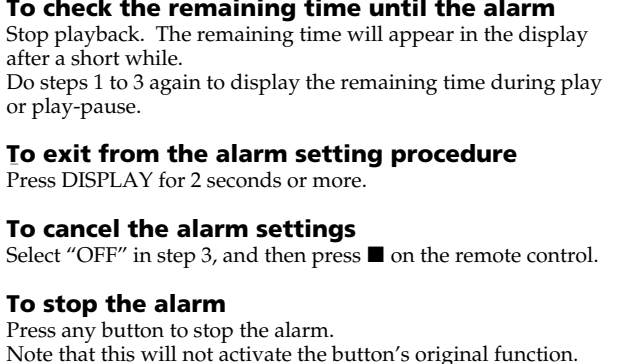 To check the remaining time until the alarm
Stop playback. The remaining time will appear in the display
after a short while.
Do steps 1 to 3 again to display the remaining time during play
or play-pause.
To exit from the alarm setting procedure
Press DISPLAY for 2 seconds or more.
To cancel the alarm settings
Select “OFF” in step 3, and then press ■ on the remote control.
To stop the alarm
Press any button to stop the alarm.
Note that this will not activate the button’s original function.